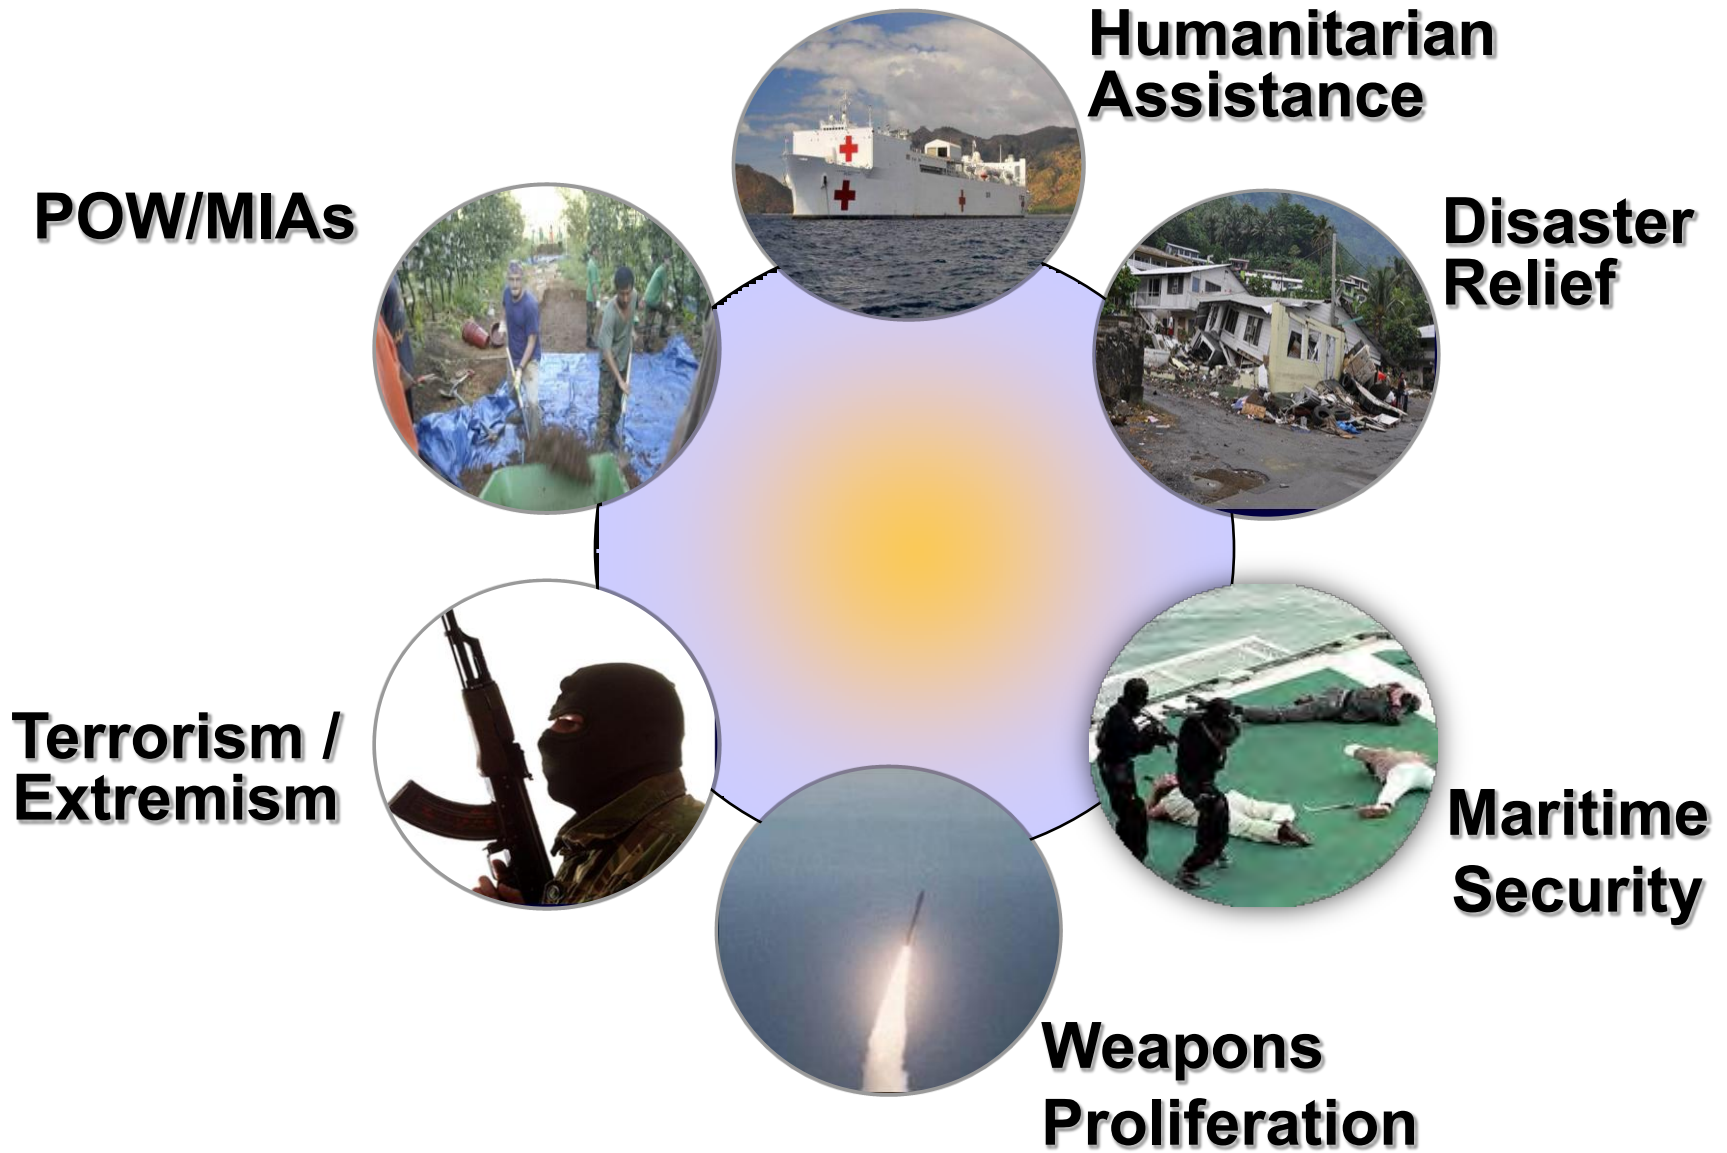 Humanitarian
Assistance
POW/MIAs
Disaster
Relief
Terrorism /
Extremism
Maritime
Security
Weapons
Proliferation